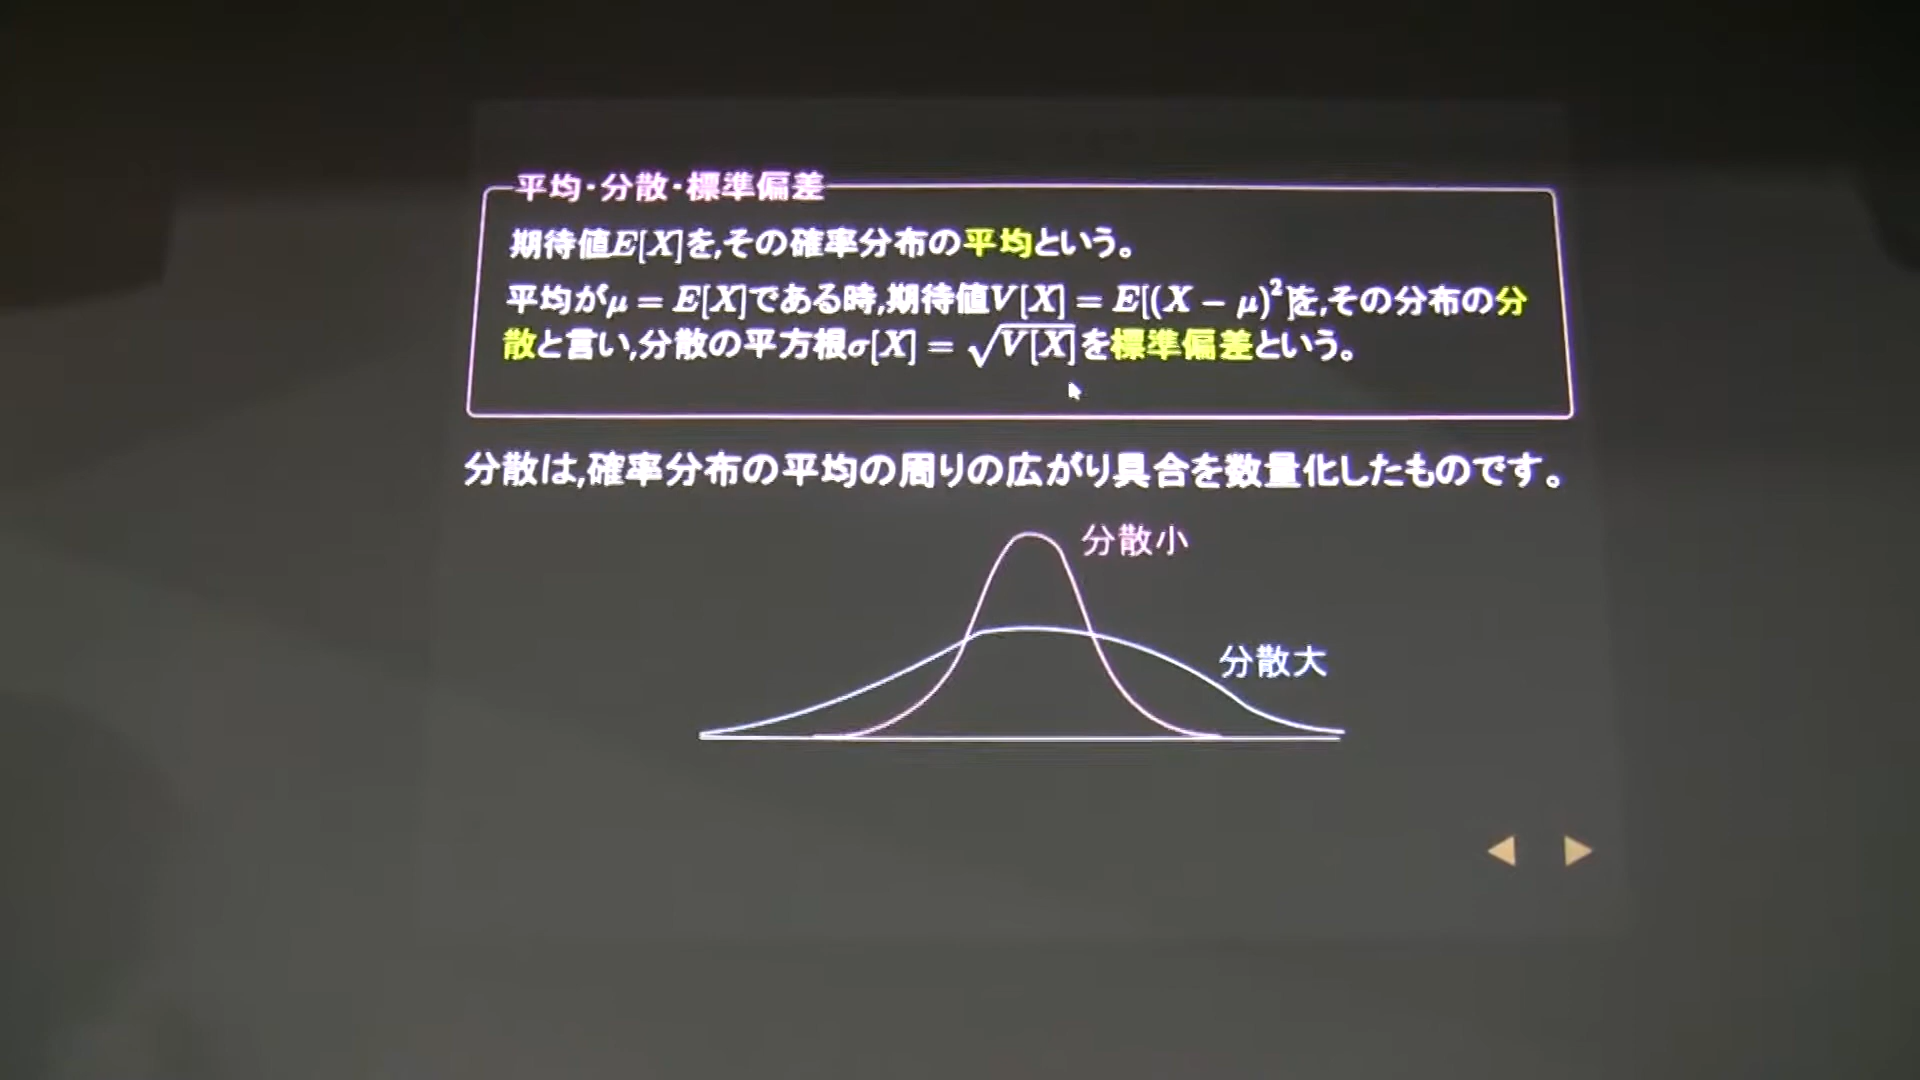 平均・分散・標準偏差
期待値E[X]を,その確率分布の平均という。
平均がμ = E[X]である時,期待値V[X] = E[(X − μ)²]を,その分布の分
散と言い,分散の平方根σ[X] = √V[X]を標準偏差という。
分散は,確率分布の平均の周りの広がり具合を数量化したものです。
分散小
分散大